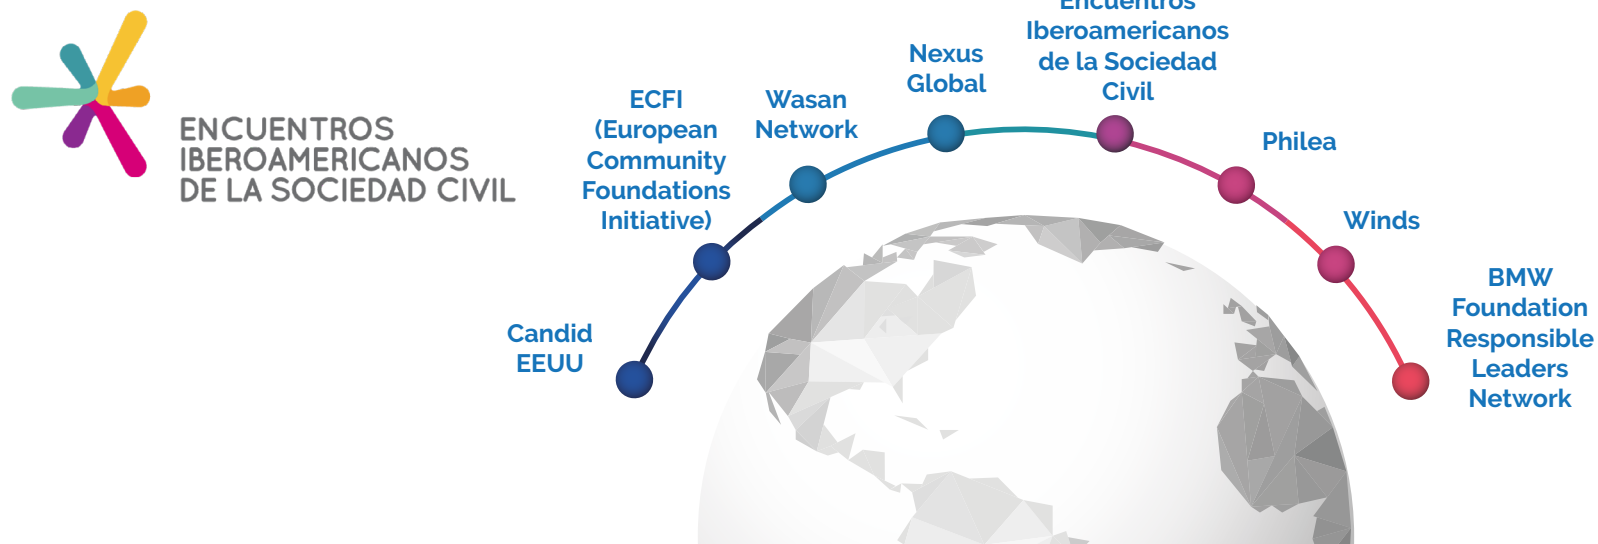 ENCUENTROS
IBEROAMERICANOS
DE LA SOCIEDAD CIVIL
Candid
EEUU
ECFI
(European
Community
Foundations
Initiative)
Wasan
Network
Nexus
Global
Encuentros
Iberoamericanos
de la Sociedad
Civil
Philea
Winds
BMW
Foundation
Responsible
Leaders
Network